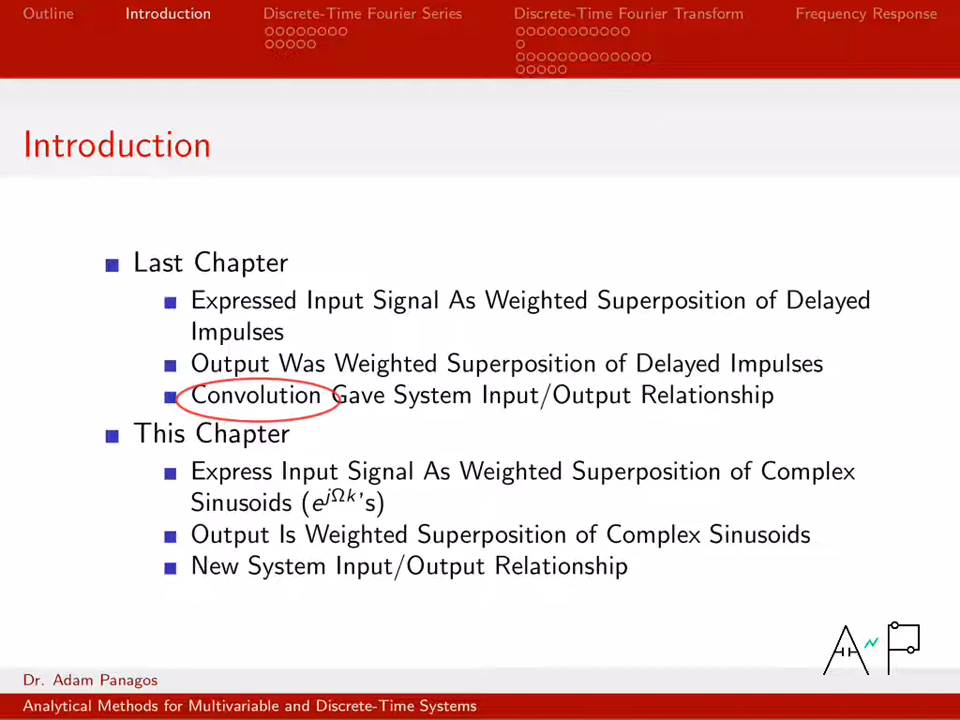 Outline Introduction Discrete-Time Fourier Series Discrete-Time Fourier Transform Frequency Response
Introduction
Last Chapter
Expressed Input Signal As Weighted Superposition of Delayed
Impulses
Output Was Weighted Superposition of Delayed Impulses
Convolution Gave System Input/Output Relationship
This Chapter
Express Input Signal As Weighted Superposition of Complex
Sinusoids (e^{jΩk}'s)
Output Is Weighted Superposition of Complex Sinusoids
New System Input/Output Relationship
AP
Dr. Adam Panagos
Analytical Methods for Multivariable and Discrete-Time Systems